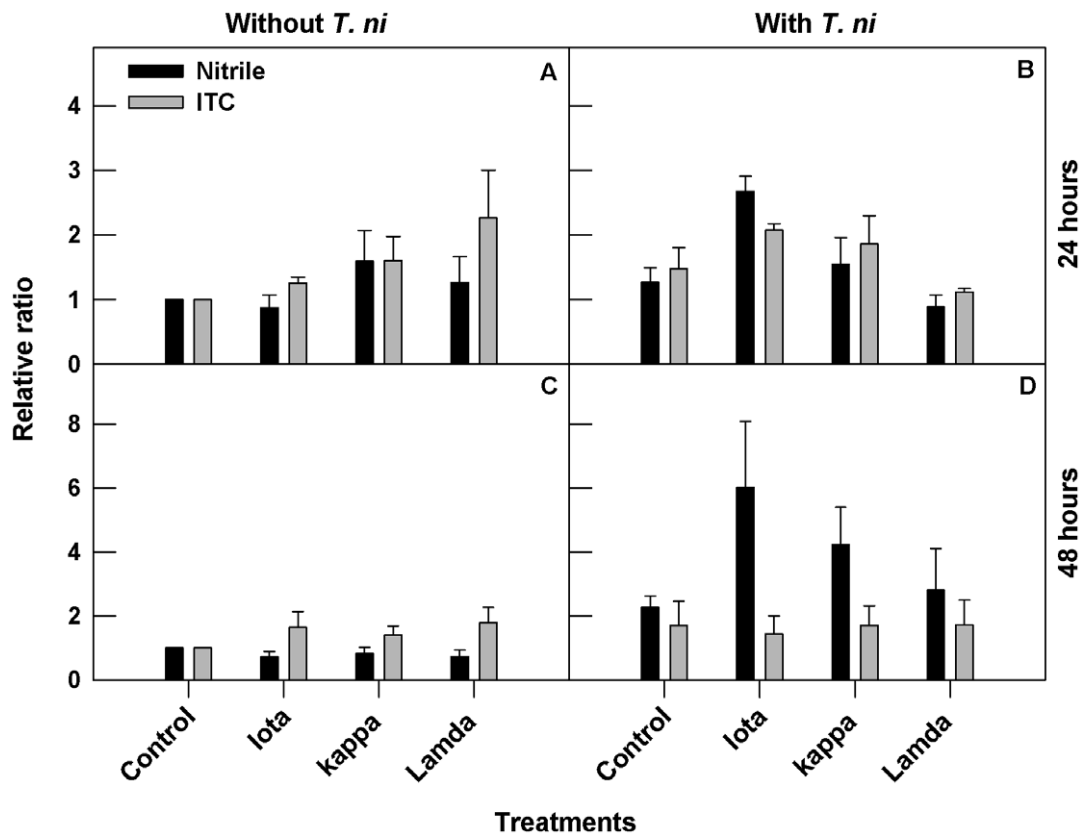 Without T. ni
With T. ni
Nitrile
ITC
A
B
4
3
2
1
0
24 hours
Relative ratio
C
D
8
6
4
2
0
48 hours
Control
Iota
kappa
Lamda
Control
Iota
kappa
Lamda
Treatments